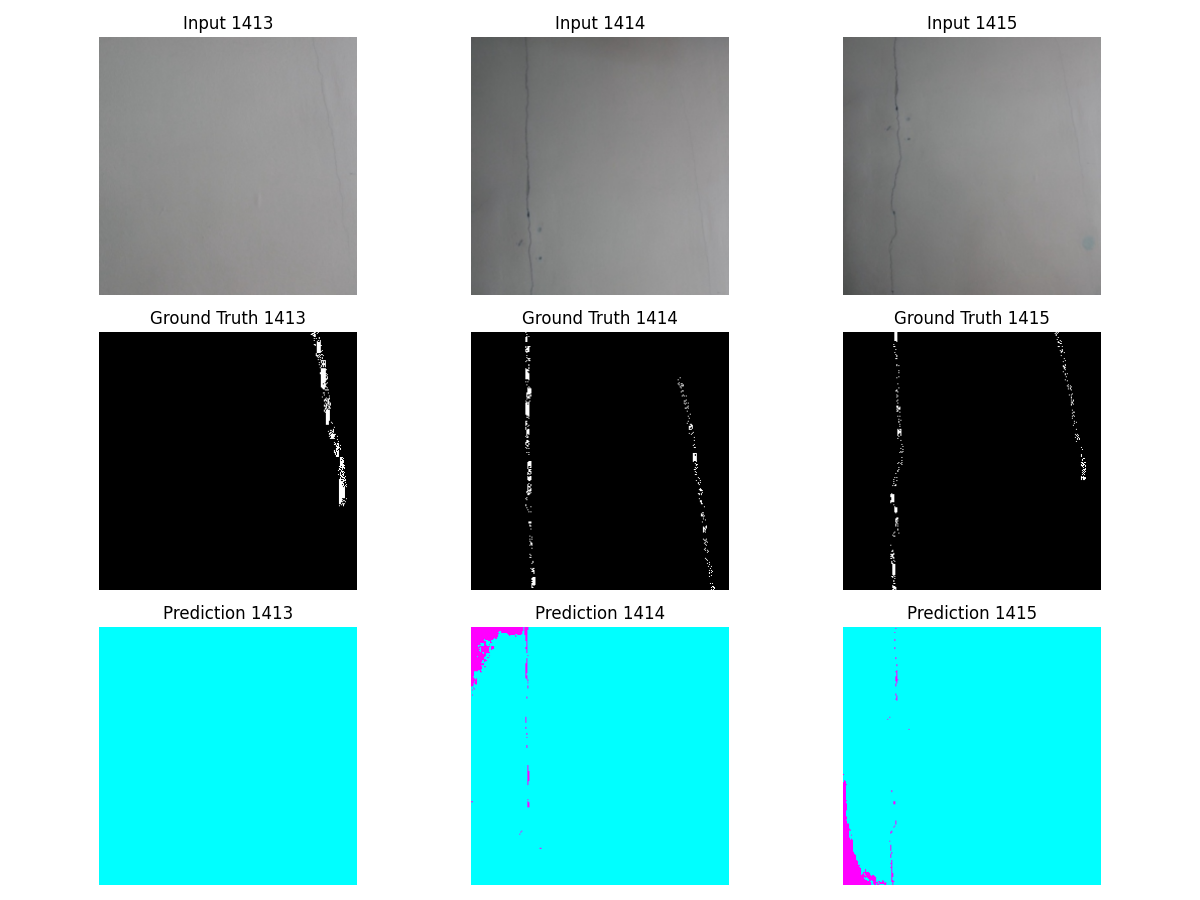 Input 1413
Input 1414
Input 1415
Ground Truth 1413
Ground Truth 1414
Ground Truth 1415
Prediction 1413
Prediction 1414
Prediction 1415